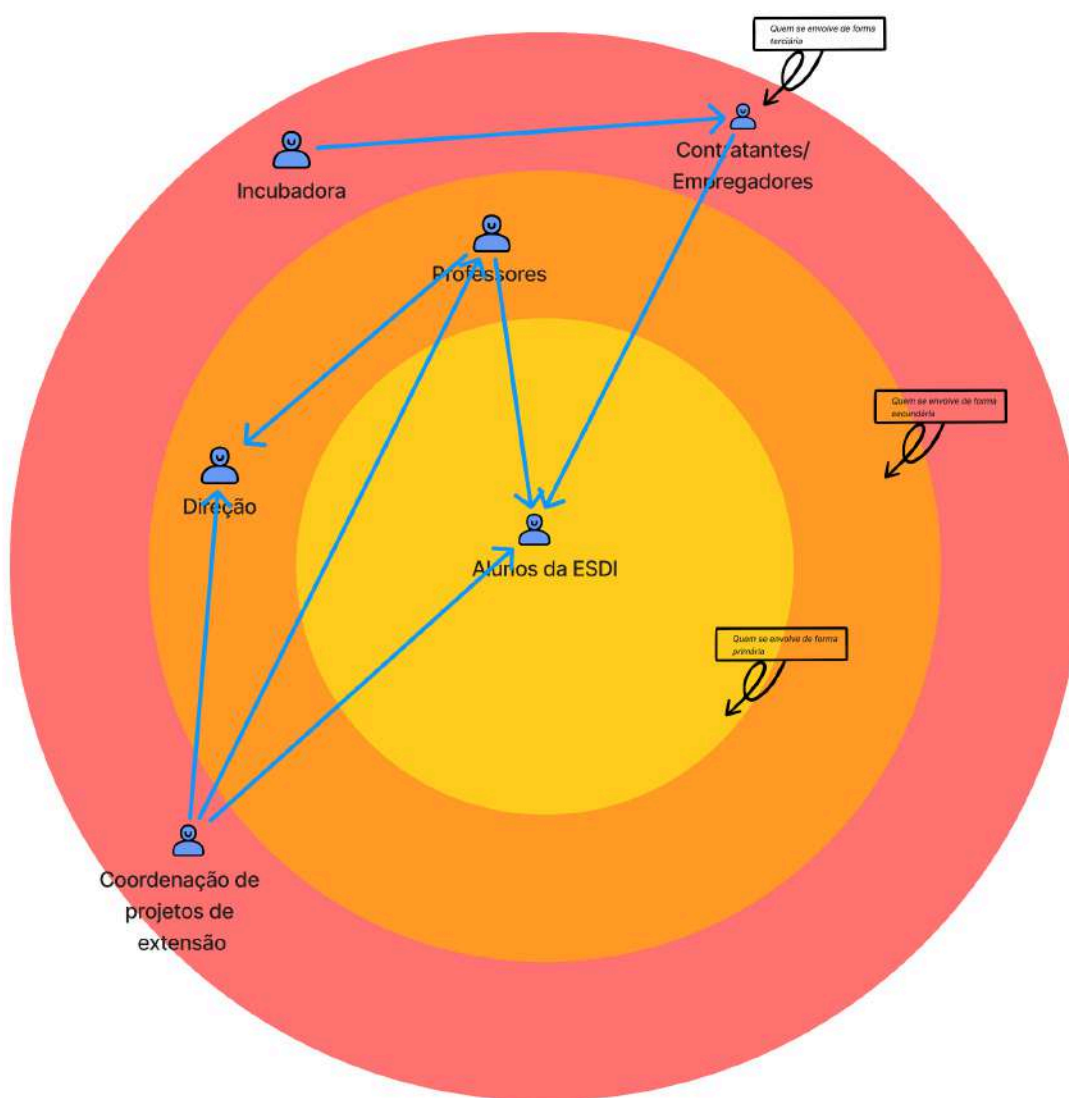 Quem se envolve de forma
terciária
Contratantes/
Empregadores
Incubadora
Professores
Quem se envolve de forma
secundária
Direção
Alunos da ESDI
Quem se envolve de forma
primária
Coordenação de
projetos de
extensão